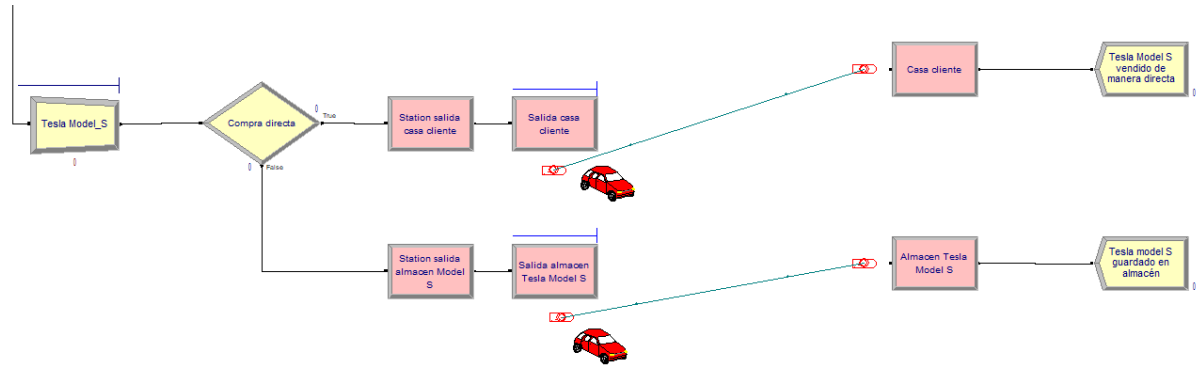 Tesla Model_S
0
Compra directa
0
True
0
False
Station salida
casa cliente
Salida casa
cliente
Casa cliente
Tesla Model S
vendido de
manera directa
0
Station salida
almacen Model
S
Salida almacen
Tesla Model S
Almacen Tesla
Model S
Tesla model S
guardado en
almacén
0